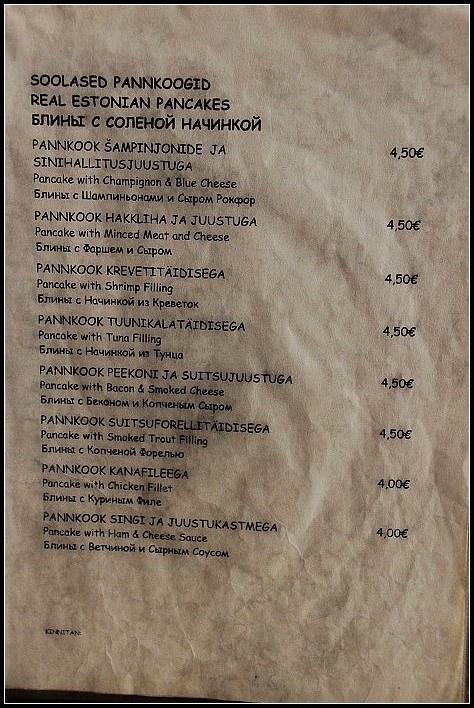 SOOLASED PANNKOOGID
REAL ESTONIAN PANCAKES
БЛИНЫ С СОЛЕНОЙ НАЧИНКОЙ
PANNKOOK ŠAMPINJONIDE JA 4,50€
SINIHALLITUSJUUSTUGA
Pancake with Champignon & Blue Cheese
Блины с Шампиньонами и Сыром Рокфор
PANNKOOK HAKKLIHA JA JUUSTUGA 4,50€
Pancake with Minced Meat and Cheese
Блины с Фаршем и Сыром
PANNKOOK KREVETITÄIDISEGA 4,50€
Pancake with Shrimp Filling
Блины с Начинкой из Креветок
PANNKOOK TUUNIKALATÄIDISEGA 4,50€
Pancake with Tuna Filling
Блины с Начинкой из Тунца
PANNKOOK PEEKONI JA SUITSUJUUSTUGA 4,50€
Pancake with Bacon & Smoked Cheese
Блины с Беконом и Копченым Сыром
PANNKOOK SUITSUFORELLITÄIDISEGA 4,50€
Pancake with Smoked Trout Filling
Блины с Копченой Форелью
PANNKOOK KANAFILEEGA 4,00€
Pancake with Chicken Fillet
Блины с Куриным Филе
PANNKOOK SINGI JA JUUSTUKASTMEGA 4,00€
Pancake with Ham & Cheese Sauce
Блины с Ветчиной и Сырным Соусом
KINNITAN: